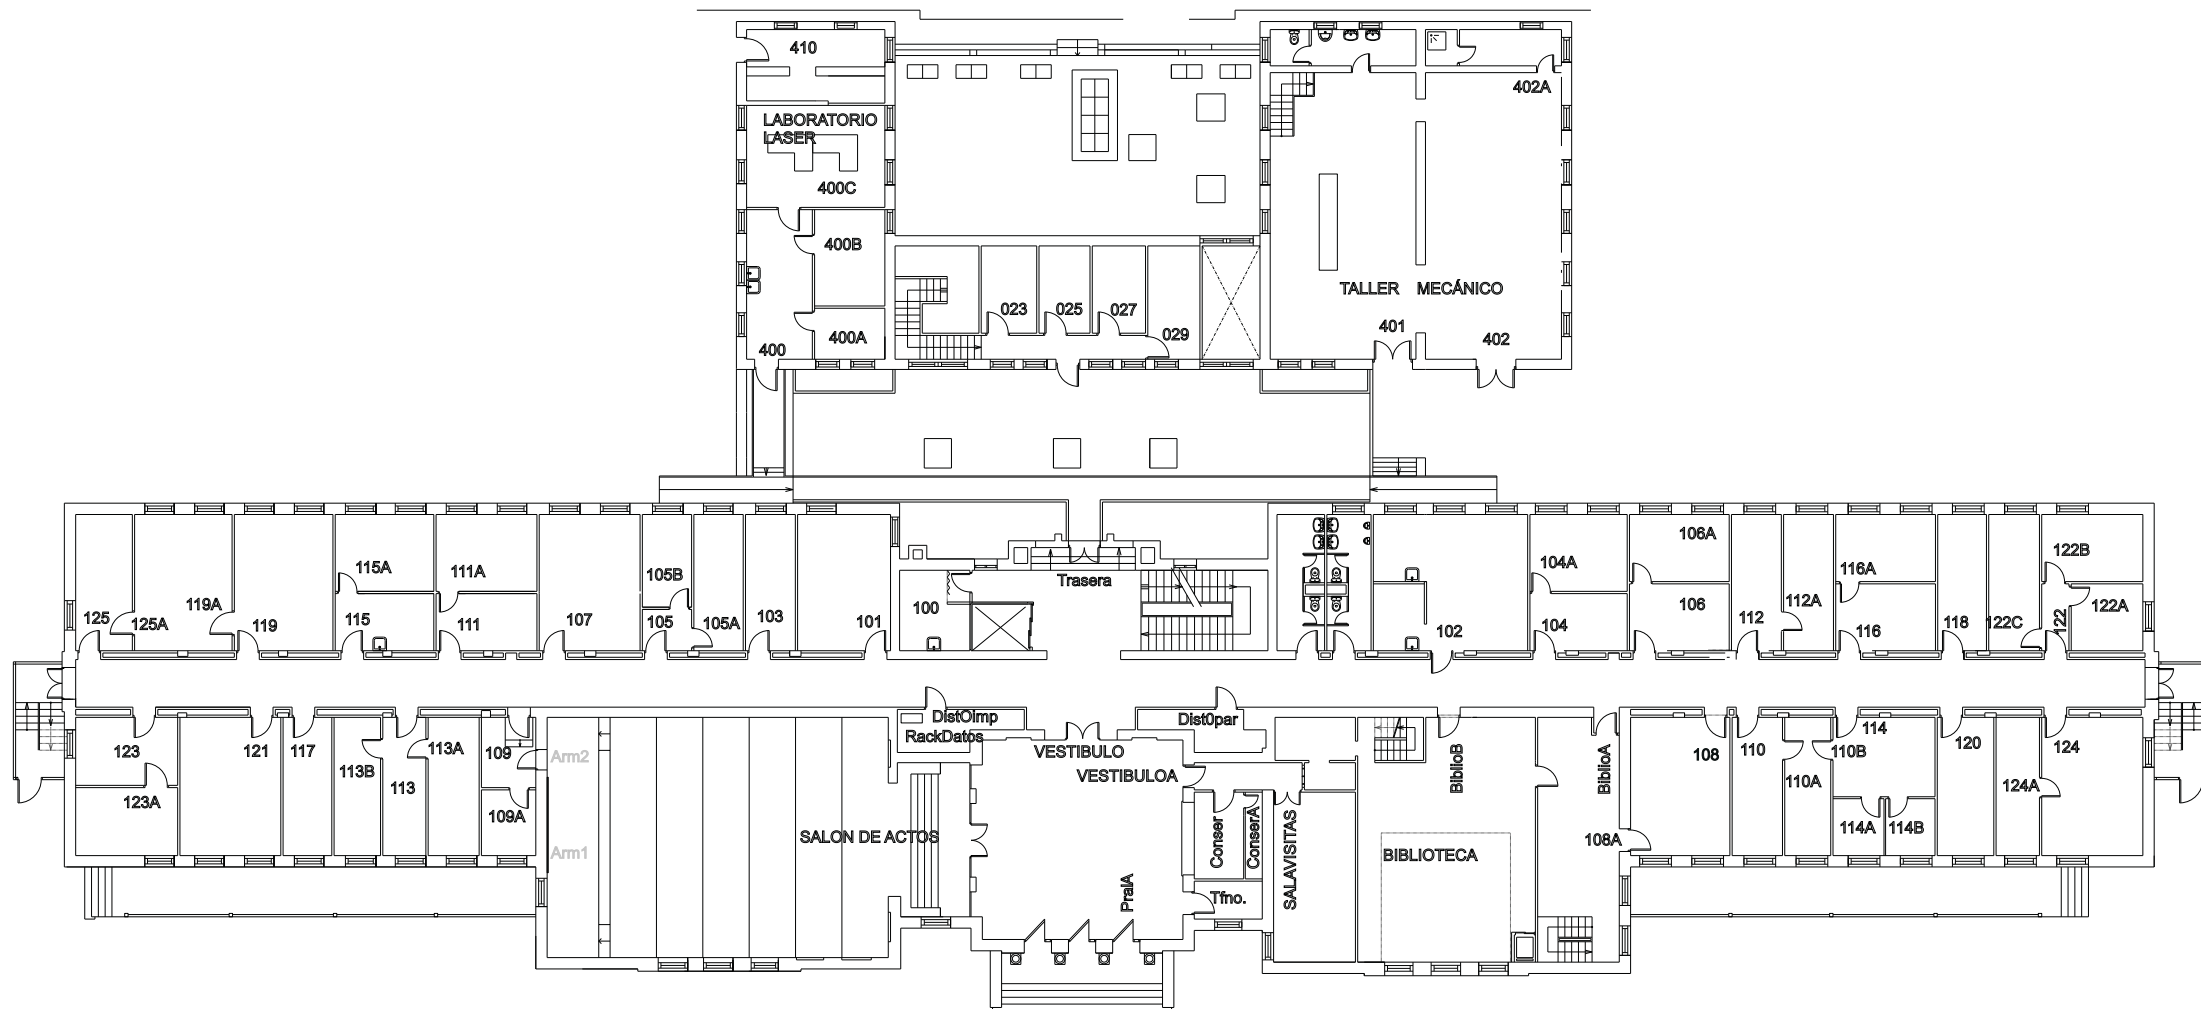 410
402A
LABORATORIO
LASER
400C
400B
TALLER MECÁNICO
023
025
027
401
029
400A
402
400
Trasera
106A
122B
104A
115A
111A
105B
116A
119A
106
112A
122A
100
125
125A
119
115
111
107
105
105A
103
101
102
104
112
116
118
122C
122
DistOimp
Dist0par
RackDatos
VESTIBULO
VESTIBULOA
123
121
117
113B
113
113A
109
Arm2
BiblioB
BiblioA
108
110
110B
114
120
124
123A
109A
110A
124A
SALON DE ACTOS
Conser
ConserA
SALAVISITAS
BIBLIOTECA
108A
114A
114B
Arm1
PralA
Tfno.